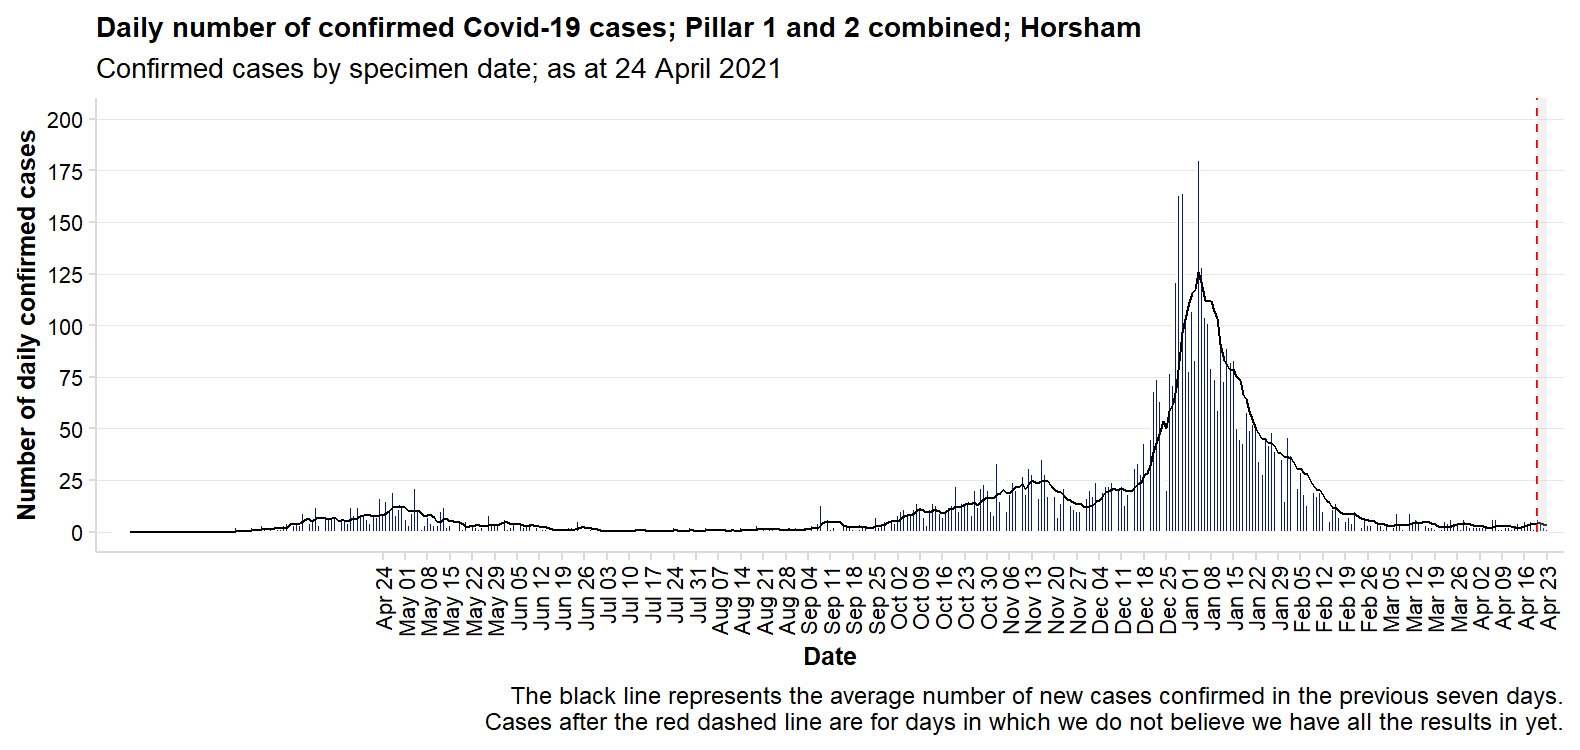 Daily number of confirmed Covid-19 cases; Pillar 1 and 2 combined; Horsham
Confirmed cases by specimen date; as at 24 April 2021
Number of daily confirmed cases
200
175
150
125
100
75
50
25
0
Apr 24
May 01
May 08
May 15
May 22
May 29
Jun 05
Jun 12
Jun 19
Jun 26
Jul 03
Jul 10
Jul 17
Jul 24
Jul 31
Aug 07
Aug 14
Aug 21
Aug 28
Sep 04
Sep 11
Sep 18
Sep 25
Oct 02
Oct 09
Oct 16
Oct 23
Oct 30
Nov 06
Nov 13
Nov 20
Nov 27
Dec 04
Dec 11
Dec 18
Dec 25
Jan 01
Jan 08
Jan 15
Jan 22
Jan 29
Feb 05
Feb 12
Feb 19
Feb 26
Mar 05
Mar 12
Mar 19
Mar 26
Apr 02
Apr 09
Apr 16
Apr 23
Date
The black line represents the average number of new cases confirmed in the previous seven days.
Cases after the red dashed line are for days in which we do not believe we have all the results in yet.